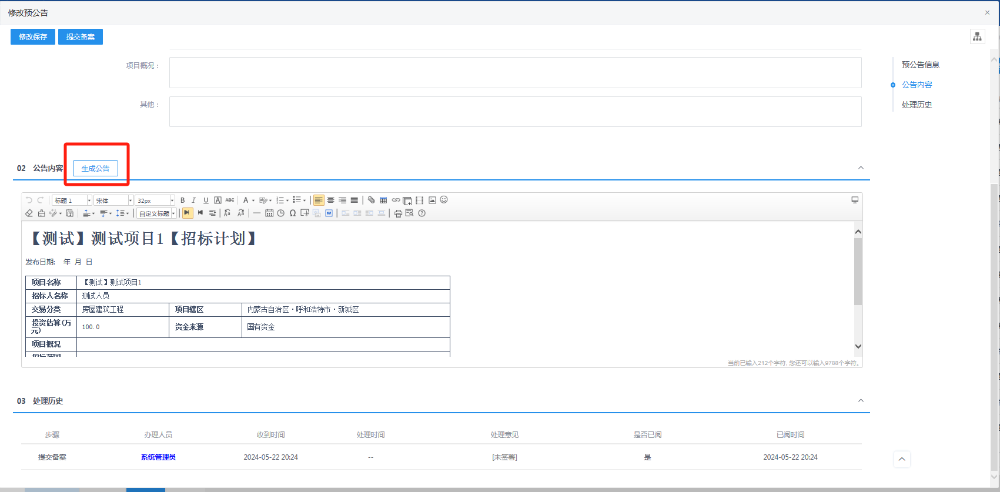 修改预公告
×
修改保存 提交备案
项目概况：
其他：
预公告信息
公告内容
处理历史
02 公告内容 生成公告
标题 1 宋体 32px B I U A ABC A
自定义标题
【测试】测试项目1【招标计划】
发布日期: 年 月 日
项目名称 【测试】测试项目1
招标人名称 测试人员
交易分类 房屋建筑工程 项目辖区 内蒙古自治区·呼和浩特市·新城区
投资估算(万元) 100.0 资金来源 国有资金
项目概况
招标范围
当前已输入212个字符, 您还可以输入9788个字符。
03 处理历史
步骤 办理人员 收到时间 处理时间 处理意见 是否已阅 已阅时间
提交备案 系统管理员 2024-05-22 20:24 -- [未签署] 是 2024-05-22 20:24